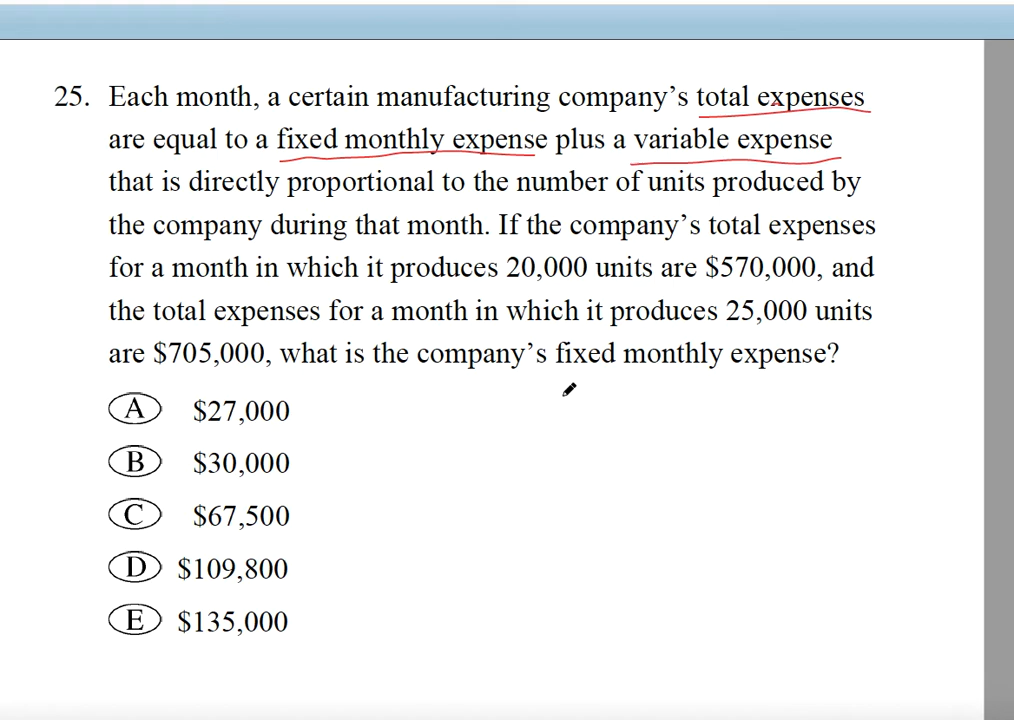 25. Each month, a certain manufacturing company’s total expenses
are equal to a fixed monthly expense plus a variable expense
that is directly proportional to the number of units produced by
the company during that month. If the company’s total expenses
for a month in which it produces 20,000 units are $570,000, and
the total expenses for a month in which it produces 25,000 units
are $705,000, what is the company’s fixed monthly expense?
A $27,000
B $30,000
C $67,500
D $109,800
E $135,000